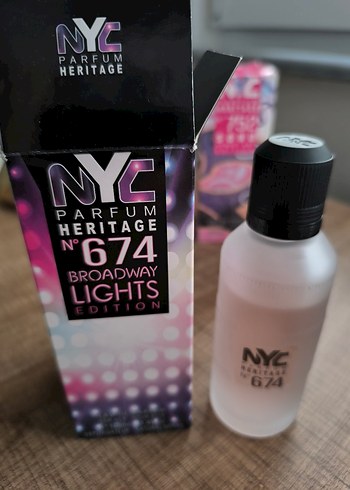 NYC
PARFUM
HERITAGE
NYC
PARFUM
HERITAGE
N° 674
BROADWAY
LIGHTS
EDITION
NYC
HERITAGE
N° 674